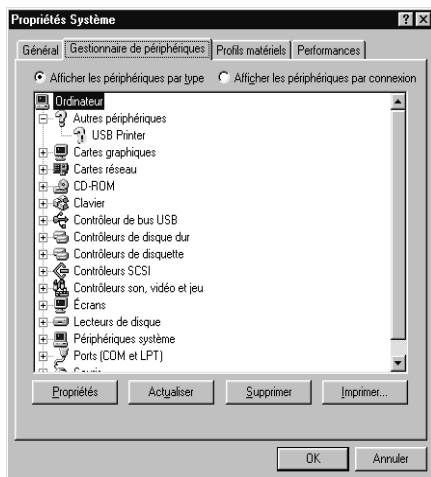 Propriétés Système
Général Gestionnaire de périphériques Profils matériels Performances
Afficher les périphériques par type Afficher les périphériques par connexion
Ordinateur
Autres périphériques
USB Printer
Cartes graphiques
Cartes réseau
CD-ROM
Clavier
Contrôleur de bus USB
Contrôleurs de disque dur
Contrôleurs de disquette
Contrôleurs SCSI
Contrôleurs son, vidéo et jeu
Écrans
Lecteurs de disque
Périphériques système
Ports (COM et LPT)
Souris
Propriétés Actualiser Supprimer Imprimer...
OK Annuler